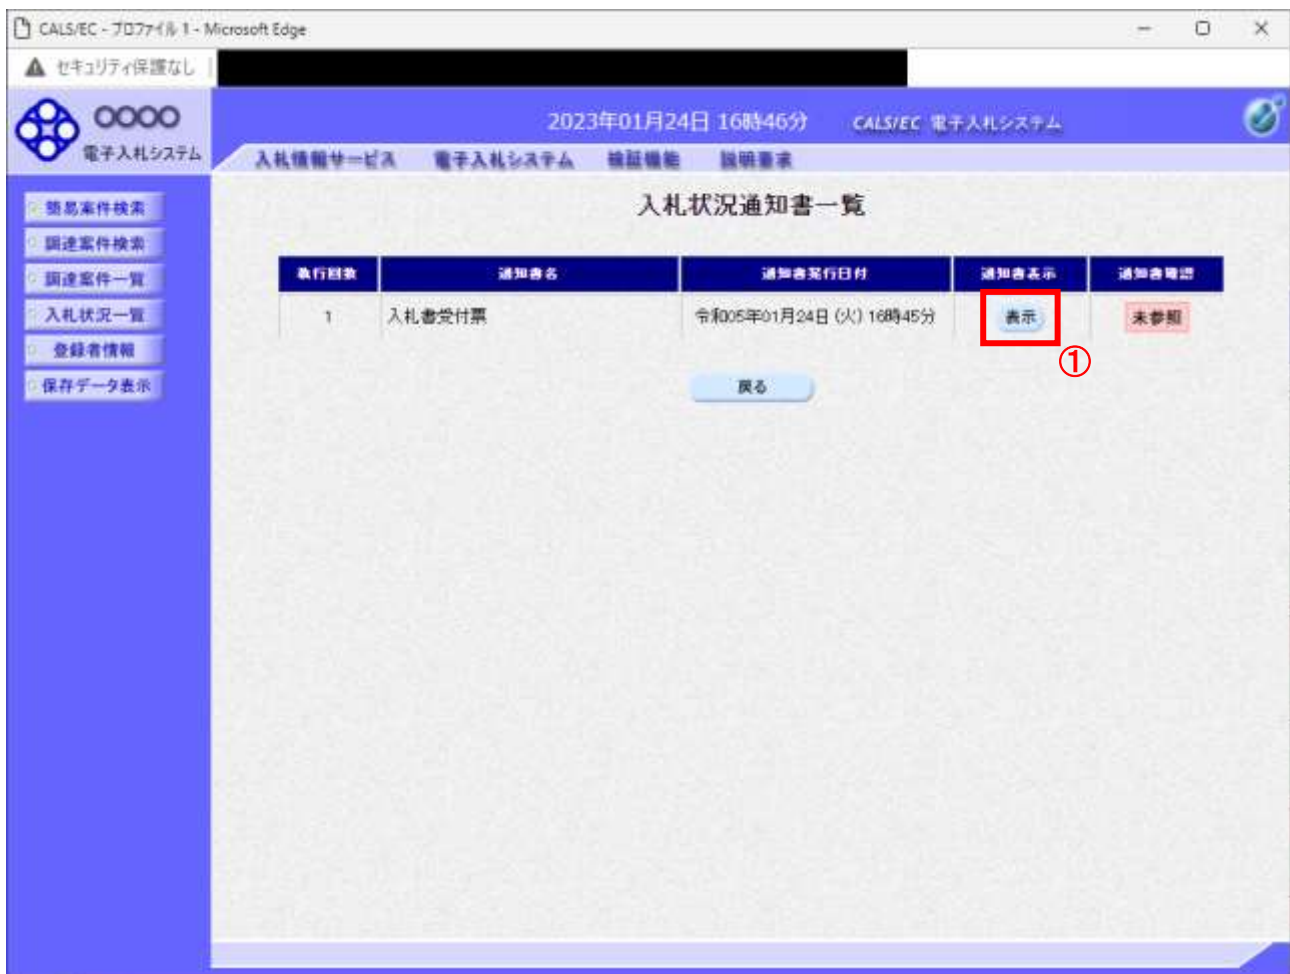 CALS/EC - プロファイル 1 - Microsoft Edge
セキュリティ保護なし
〇〇〇〇
電子入札システム
2023年01月24日 16時46分
CALS/EC 電子入札システム
入札情報サービス 電子入札システム 検証機能 説明要求
簡易案件検索
調達案件検索
調達案件一覧
入札状況一覧
登録者情報
保存データ表示
入札状況通知書一覧
執行回数 通知書名 通知書発行日付 通知書表示 通知書確認
1 入札書受付票 令和05年01月24日 (火) 16時45分 表示 未参照
①
戻る